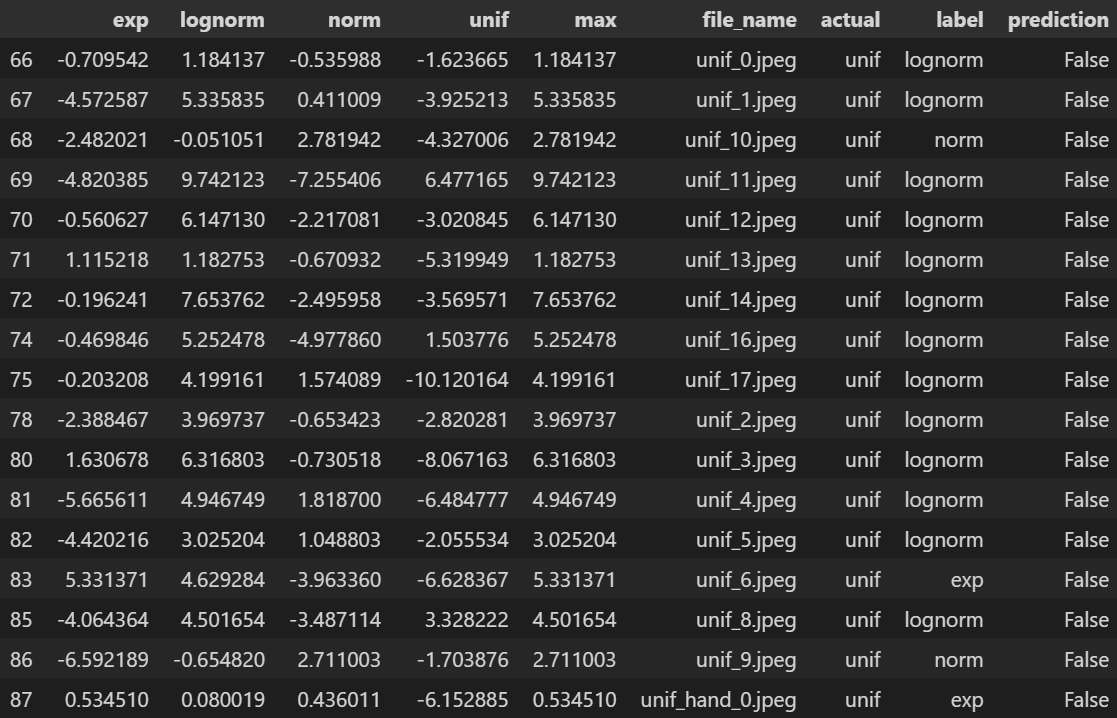 exp lognorm norm unif max file_name actual label prediction
66 -0.709542 1.184137 -0.535988 -1.623665 1.184137 unif_0.jpeg unif lognorm False
67 -4.572587 5.335835 0.411009 -3.925213 5.335835 unif_1.jpeg unif lognorm False
68 -2.482021 -0.051051 2.781942 -4.327006 2.781942 unif_10.jpeg unif norm False
69 -4.820385 9.742123 -7.255406 6.477165 9.742123 unif_11.jpeg unif lognorm False
70 -0.560627 6.147130 -2.217081 -3.020845 6.147130 unif_12.jpeg unif lognorm False
71 1.115218 1.182753 -0.670932 -5.319949 1.182753 unif_13.jpeg unif lognorm False
72 -0.196241 7.653762 -2.495958 -3.569571 7.653762 unif_14.jpeg unif lognorm False
74 -0.469846 5.252478 -4.977860 1.503776 5.252478 unif_16.jpeg unif lognorm False
75 -0.203208 4.199161 1.574089 -10.120164 4.199161 unif_17.jpeg unif lognorm False
78 -2.388467 3.969737 -0.653423 -2.820281 3.969737 unif_2.jpeg unif lognorm False
80 1.630678 6.316803 -0.730518 -8.067163 6.316803 unif_3.jpeg unif lognorm False
81 -5.665611 4.946749 1.818700 -6.484777 4.946749 unif_4.jpeg unif lognorm False
82 -4.420216 3.025204 1.048803 -2.055534 3.025204 unif_5.jpeg unif lognorm False
83 5.331371 4.629284 -3.963360 -6.628367 5.331371 unif_6.jpeg unif exp False
85 -4.064364 4.501654 -3.487114 3.328222 4.501654 unif_8.jpeg unif lognorm False
86 -6.592189 -0.654820 2.711003 -1.703876 2.711003 unif_9.jpeg unif norm False
87 0.534510 0.080019 0.436011 -6.152885 0.534510 unif_hand_0.jpeg unif exp False